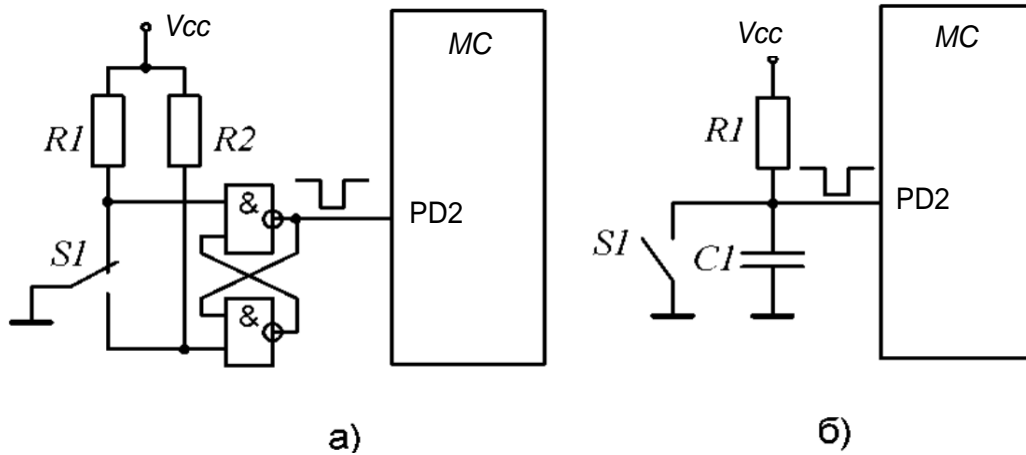 Vcc
MC
R1
R2
&
PD2
S1
&
а)
Vcc
MC
R1
PD2
S1
C1
б)